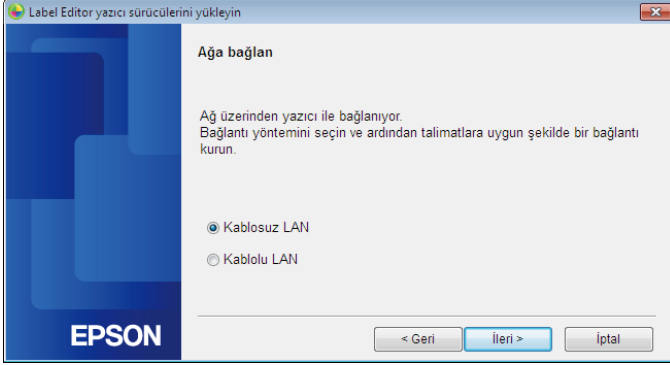 Label Editor yazıcı sürücülerini yükleyin
Ağa bağlan
Ağ üzerinden yazıcı ile bağlanıyor.
Bağlantı yöntemini seçin ve ardından talimatlara uygun şekilde bir bağlantı
kurun.
Kablosuz LAN
Kablolu LAN
EPSON
< Geri
İleri >
İptal